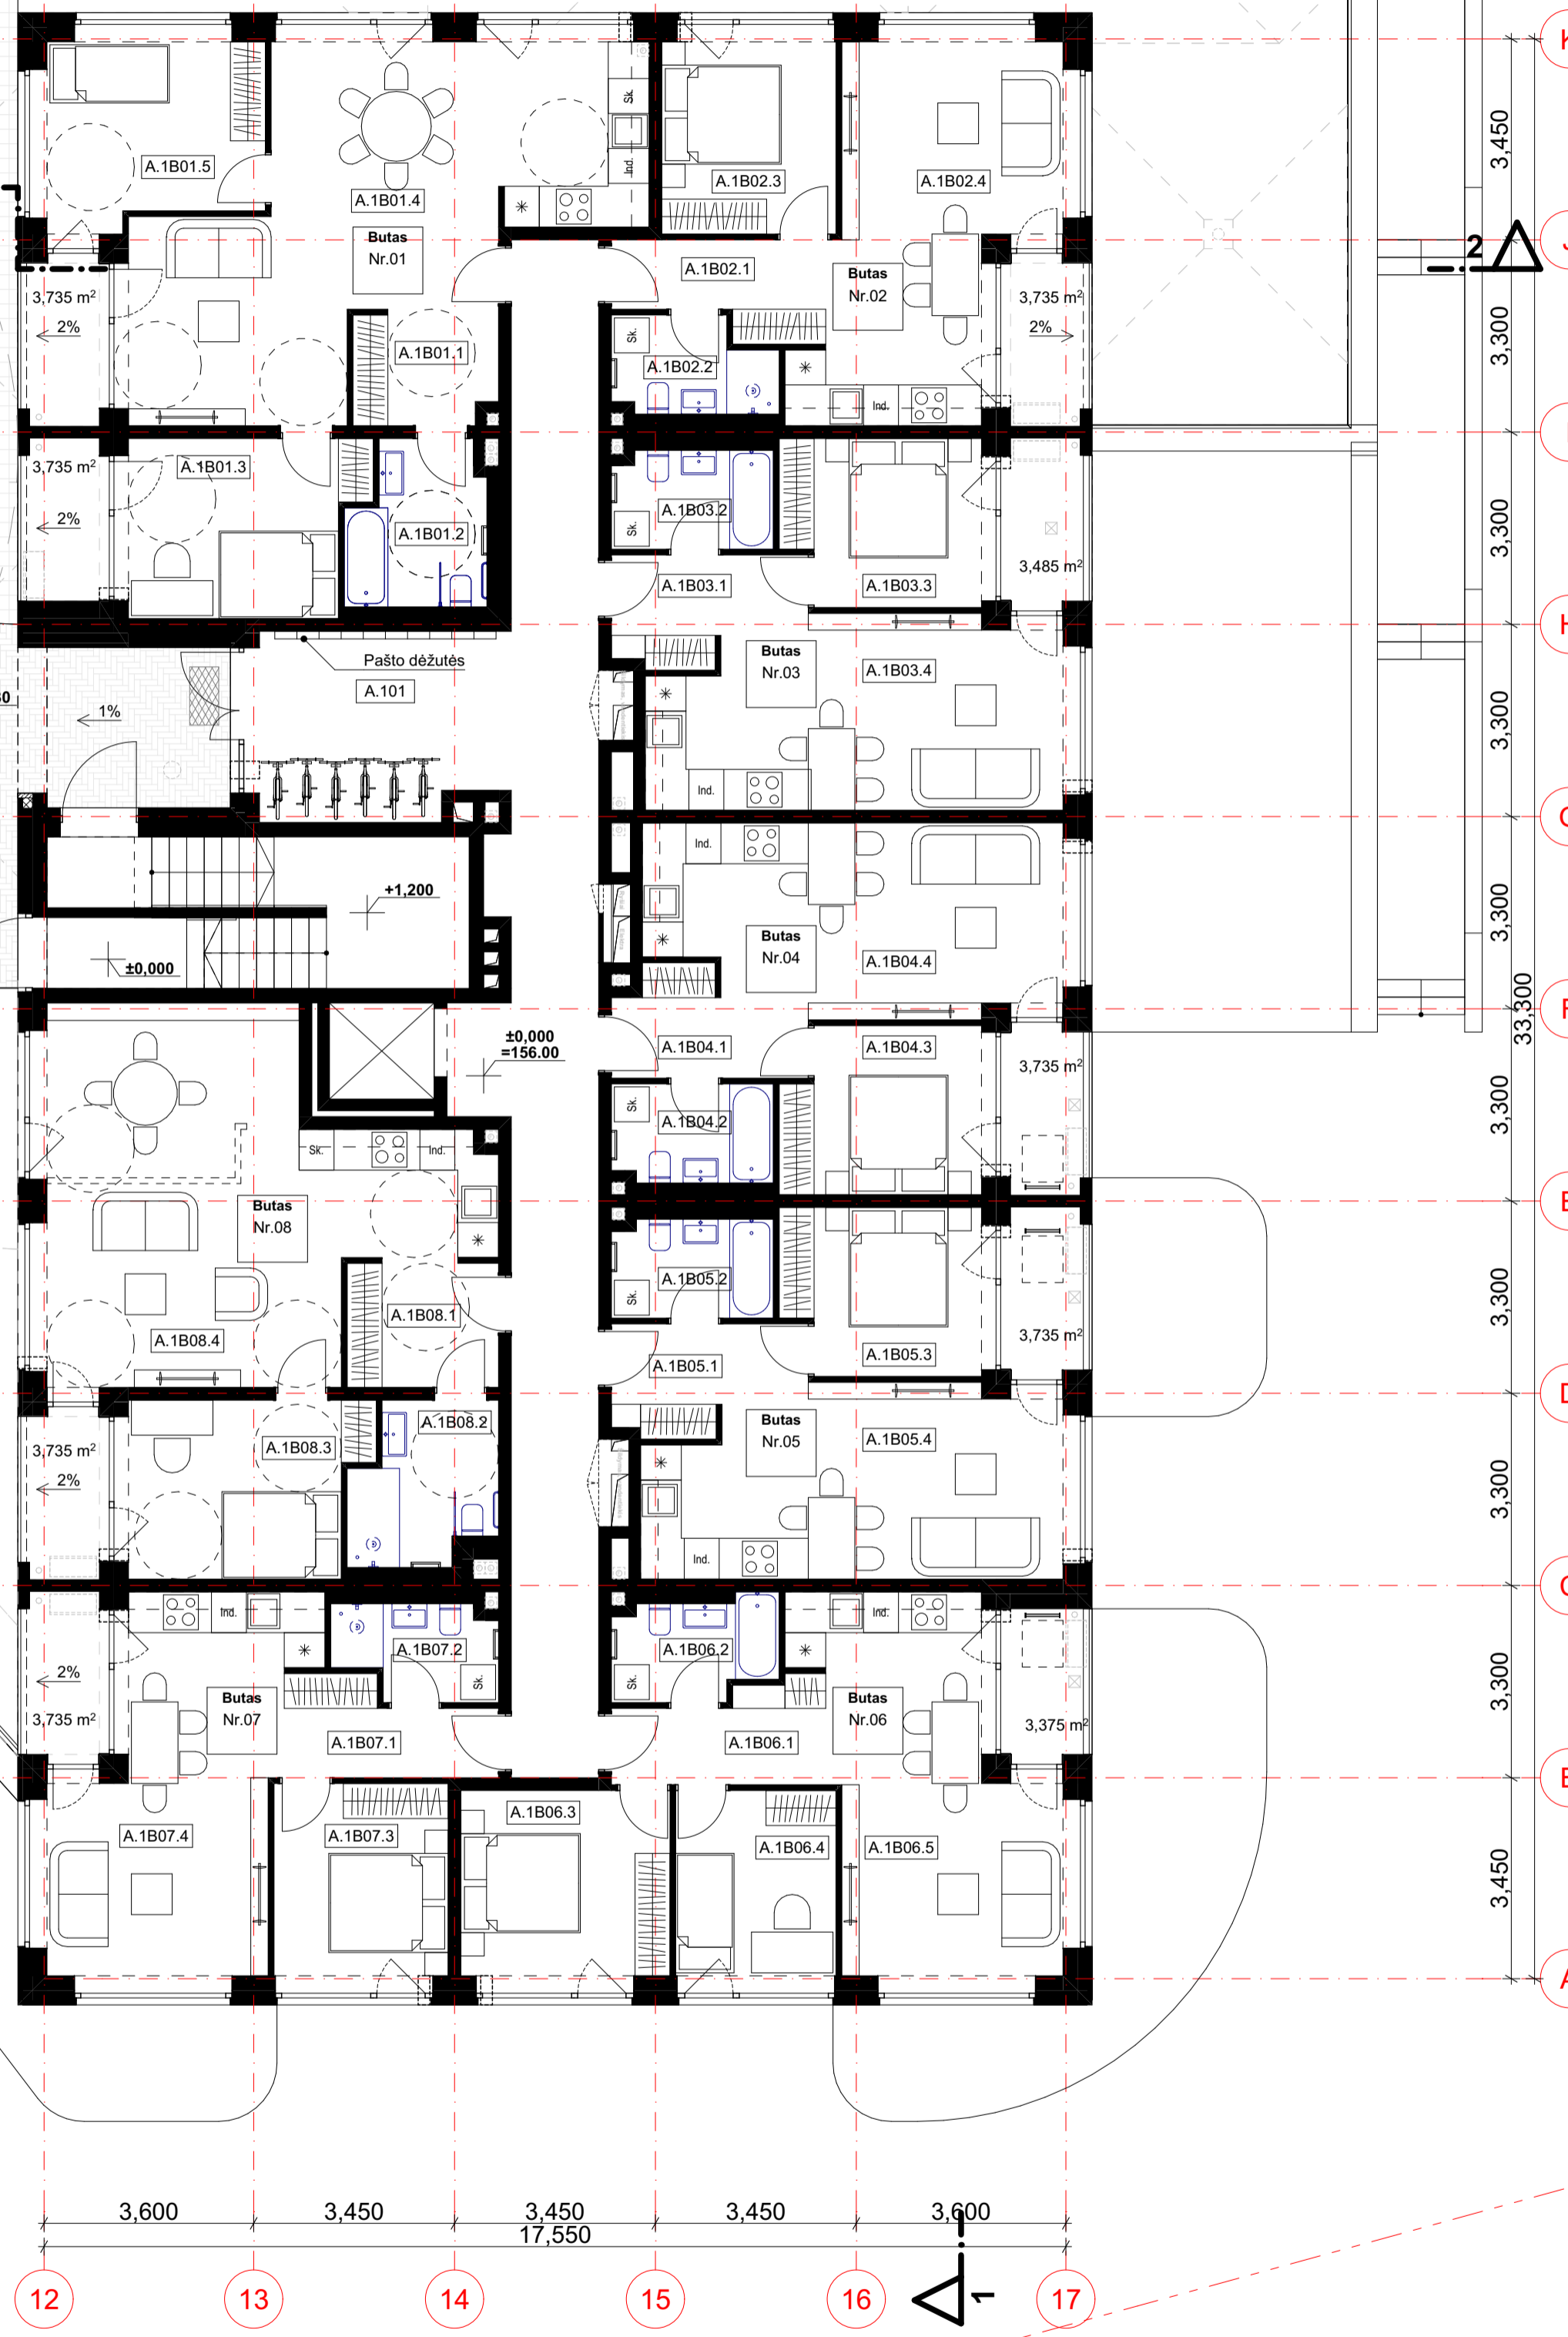 K
Sk.
Ind.
3,450
A.1B01.5
A.1B02.3
A.1B02.4
A.1B01.4
Butas
Nr.01
2
A.1B02.1
Butas
Nr.02
3,735 m²
2%
3,735 m²
2%
3,300
Sk.
A.1B01.1
A.1B02.2
Ind.
3,735 m²
A.1B01.3
2%
A.1B01.2
A.1B03.2
Sk.
3,300
3,485 m²
A.1B03.1
A.1B03.3
H
Pašto dėžutės
A.101
Butas
Nr.03
A.1B03.4
1%
3,300
Ind.
Ind.
+1,200
±0,000
Butas
Nr.04
A.1B04.4
3,300
33,300
F
±0,000
=156.00
A.1B04.1
A.1B04.3
3,735 m²
Sk.
A.1B04.2
3,300
Sk.
Ind.
Butas
Nr.08
A.1B05.2
Sk.
3,300
A.1B08.1
A.1B08.4
3,735 m²
A.1B05.1
A.1B05.3
D
A.1B08.2
3,735 m²
A.1B08.3
2%
Butas
Nr.05
A.1B05.4
3,300
Ind.
Ind.
Ind.
A.1B07.2
A.1B06.2
Sk.
Sk.
2%
3,735 m²
Butas
Nr.07
Butas
Nr.06
3,300
3,375 m²
A.1B07.1
A.1B06.1
A.1B06.3
A.1B07.4
A.1B07.3
A.1B06.4
A.1B06.5
3,450
A
3,600
3,450
3,450
3,450
3,600
17,550
12
13
14
15
16
1
17